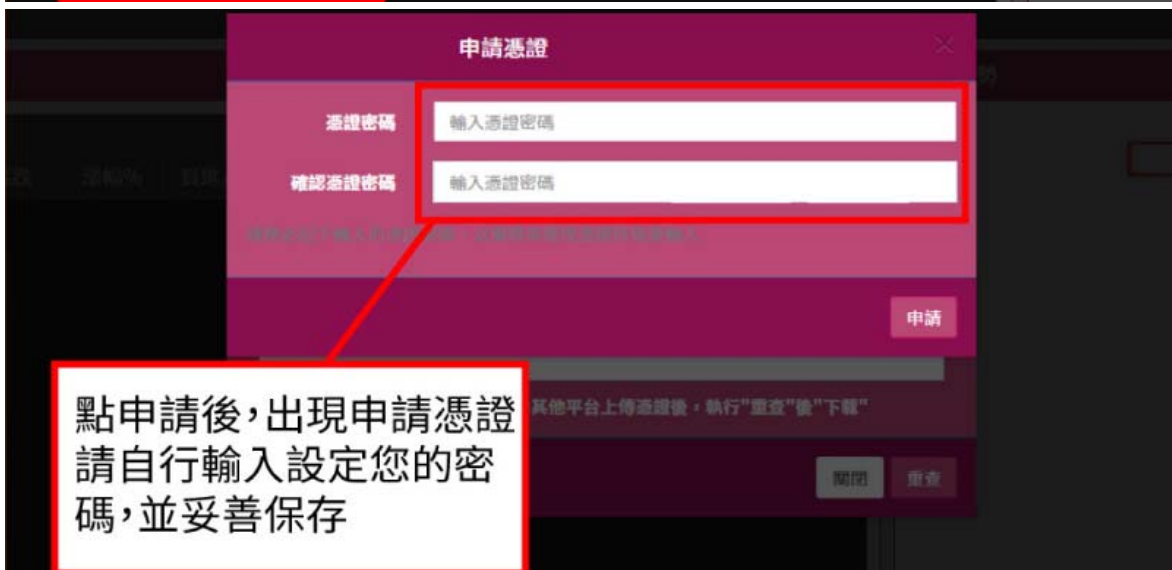 申請憑證
憑證密碼
輸入憑證密碼
確認憑證密碼
輸入憑證密碼
申請
其他平台上傳憑證後，執行"重查"後"下載"
關閉
重查
點申請後，出現申請憑證
請自行輸入設定您的密
碼，並妥善保存